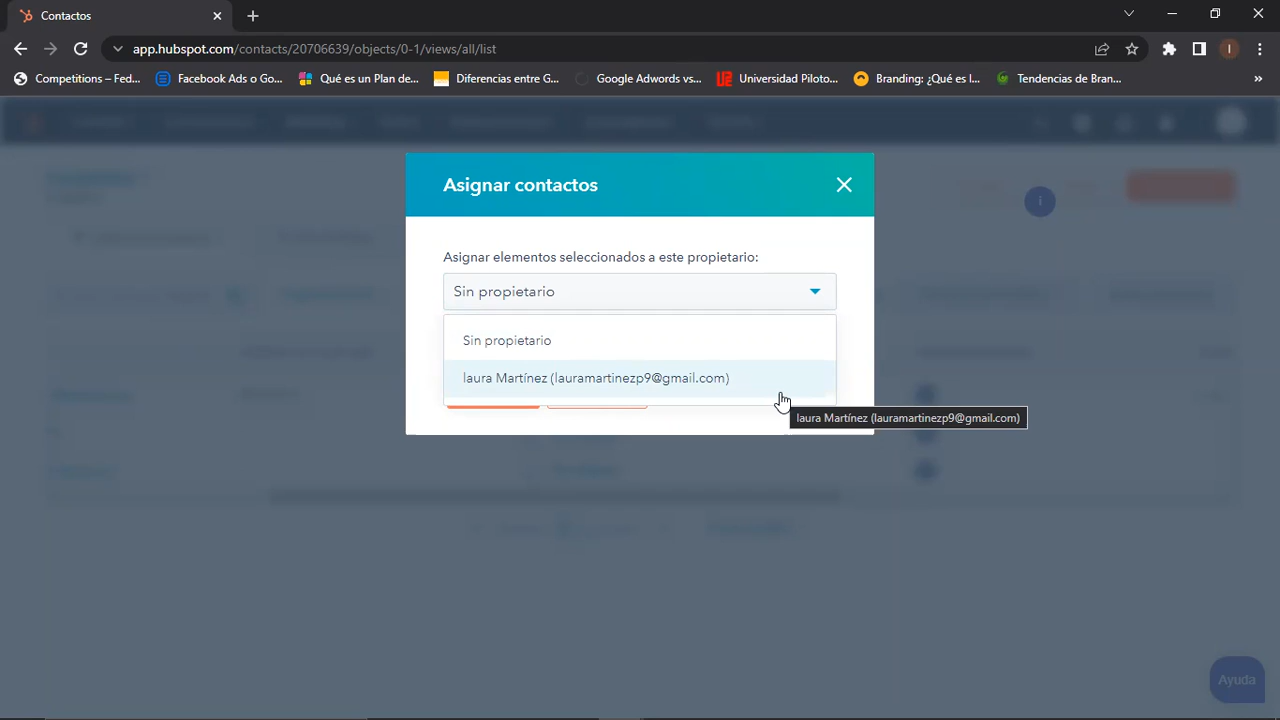 Contactos
app.hubspot.com/contacts/20706639/objects/0-1/views/all/list
I
Competitions – Fed...
Facebook Ads o Go...
Qué es un Plan de...
Diferencias entre G...
Google Adwords vs...
Universidad Piloto...
Branding: ¿Qué es l...
Tendencias de Bran...
»
Asignar contactos
Asignar elementos seleccionados a este propietario:
Sin propietario
Sin propietario
laura Martínez (lauramartinezp9@gmail.com)
laura Martínez (lauramartinezp9@gmail.com)
Ayuda